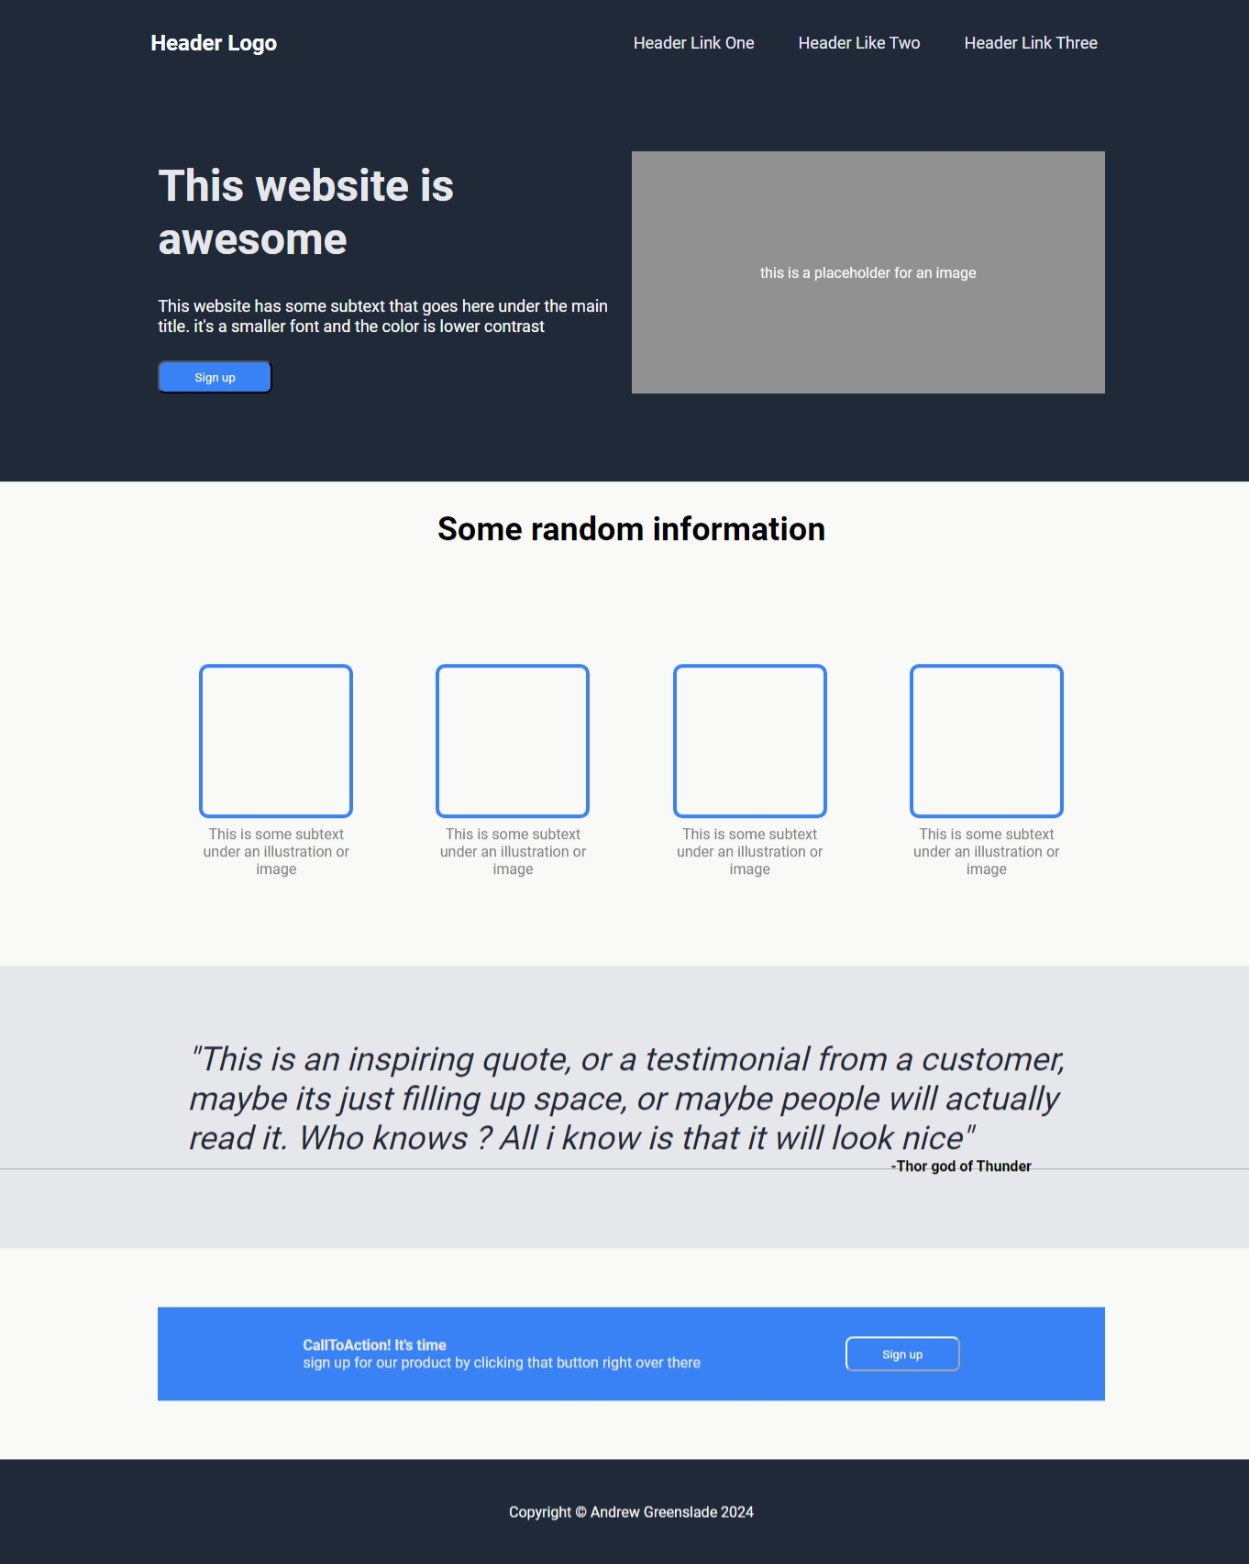 Header Logo
Header Link One
Header Like Two
Header Link Three
This website is
awesome
This website has some subtext that goes here under the main
title. it's a smaller font and the color is lower contrast
Sign up
this is a placeholder for an image
Some random information
This is some subtext
under an illustration or
image
This is some subtext
under an illustration or
image
This is some subtext
under an illustration or
image
This is some subtext
under an illustration or
image
"This is an inspiring quote, or a testimonial from a customer,
maybe its just filling up space, or maybe people will actually
read it. Who knows ? All i know is that it will look nice"
-Thor god of Thunder
CallToAction! It's time
sign up for our product by clicking that button right over there
Sign up
Copyright © Andrew Greenslade 2024